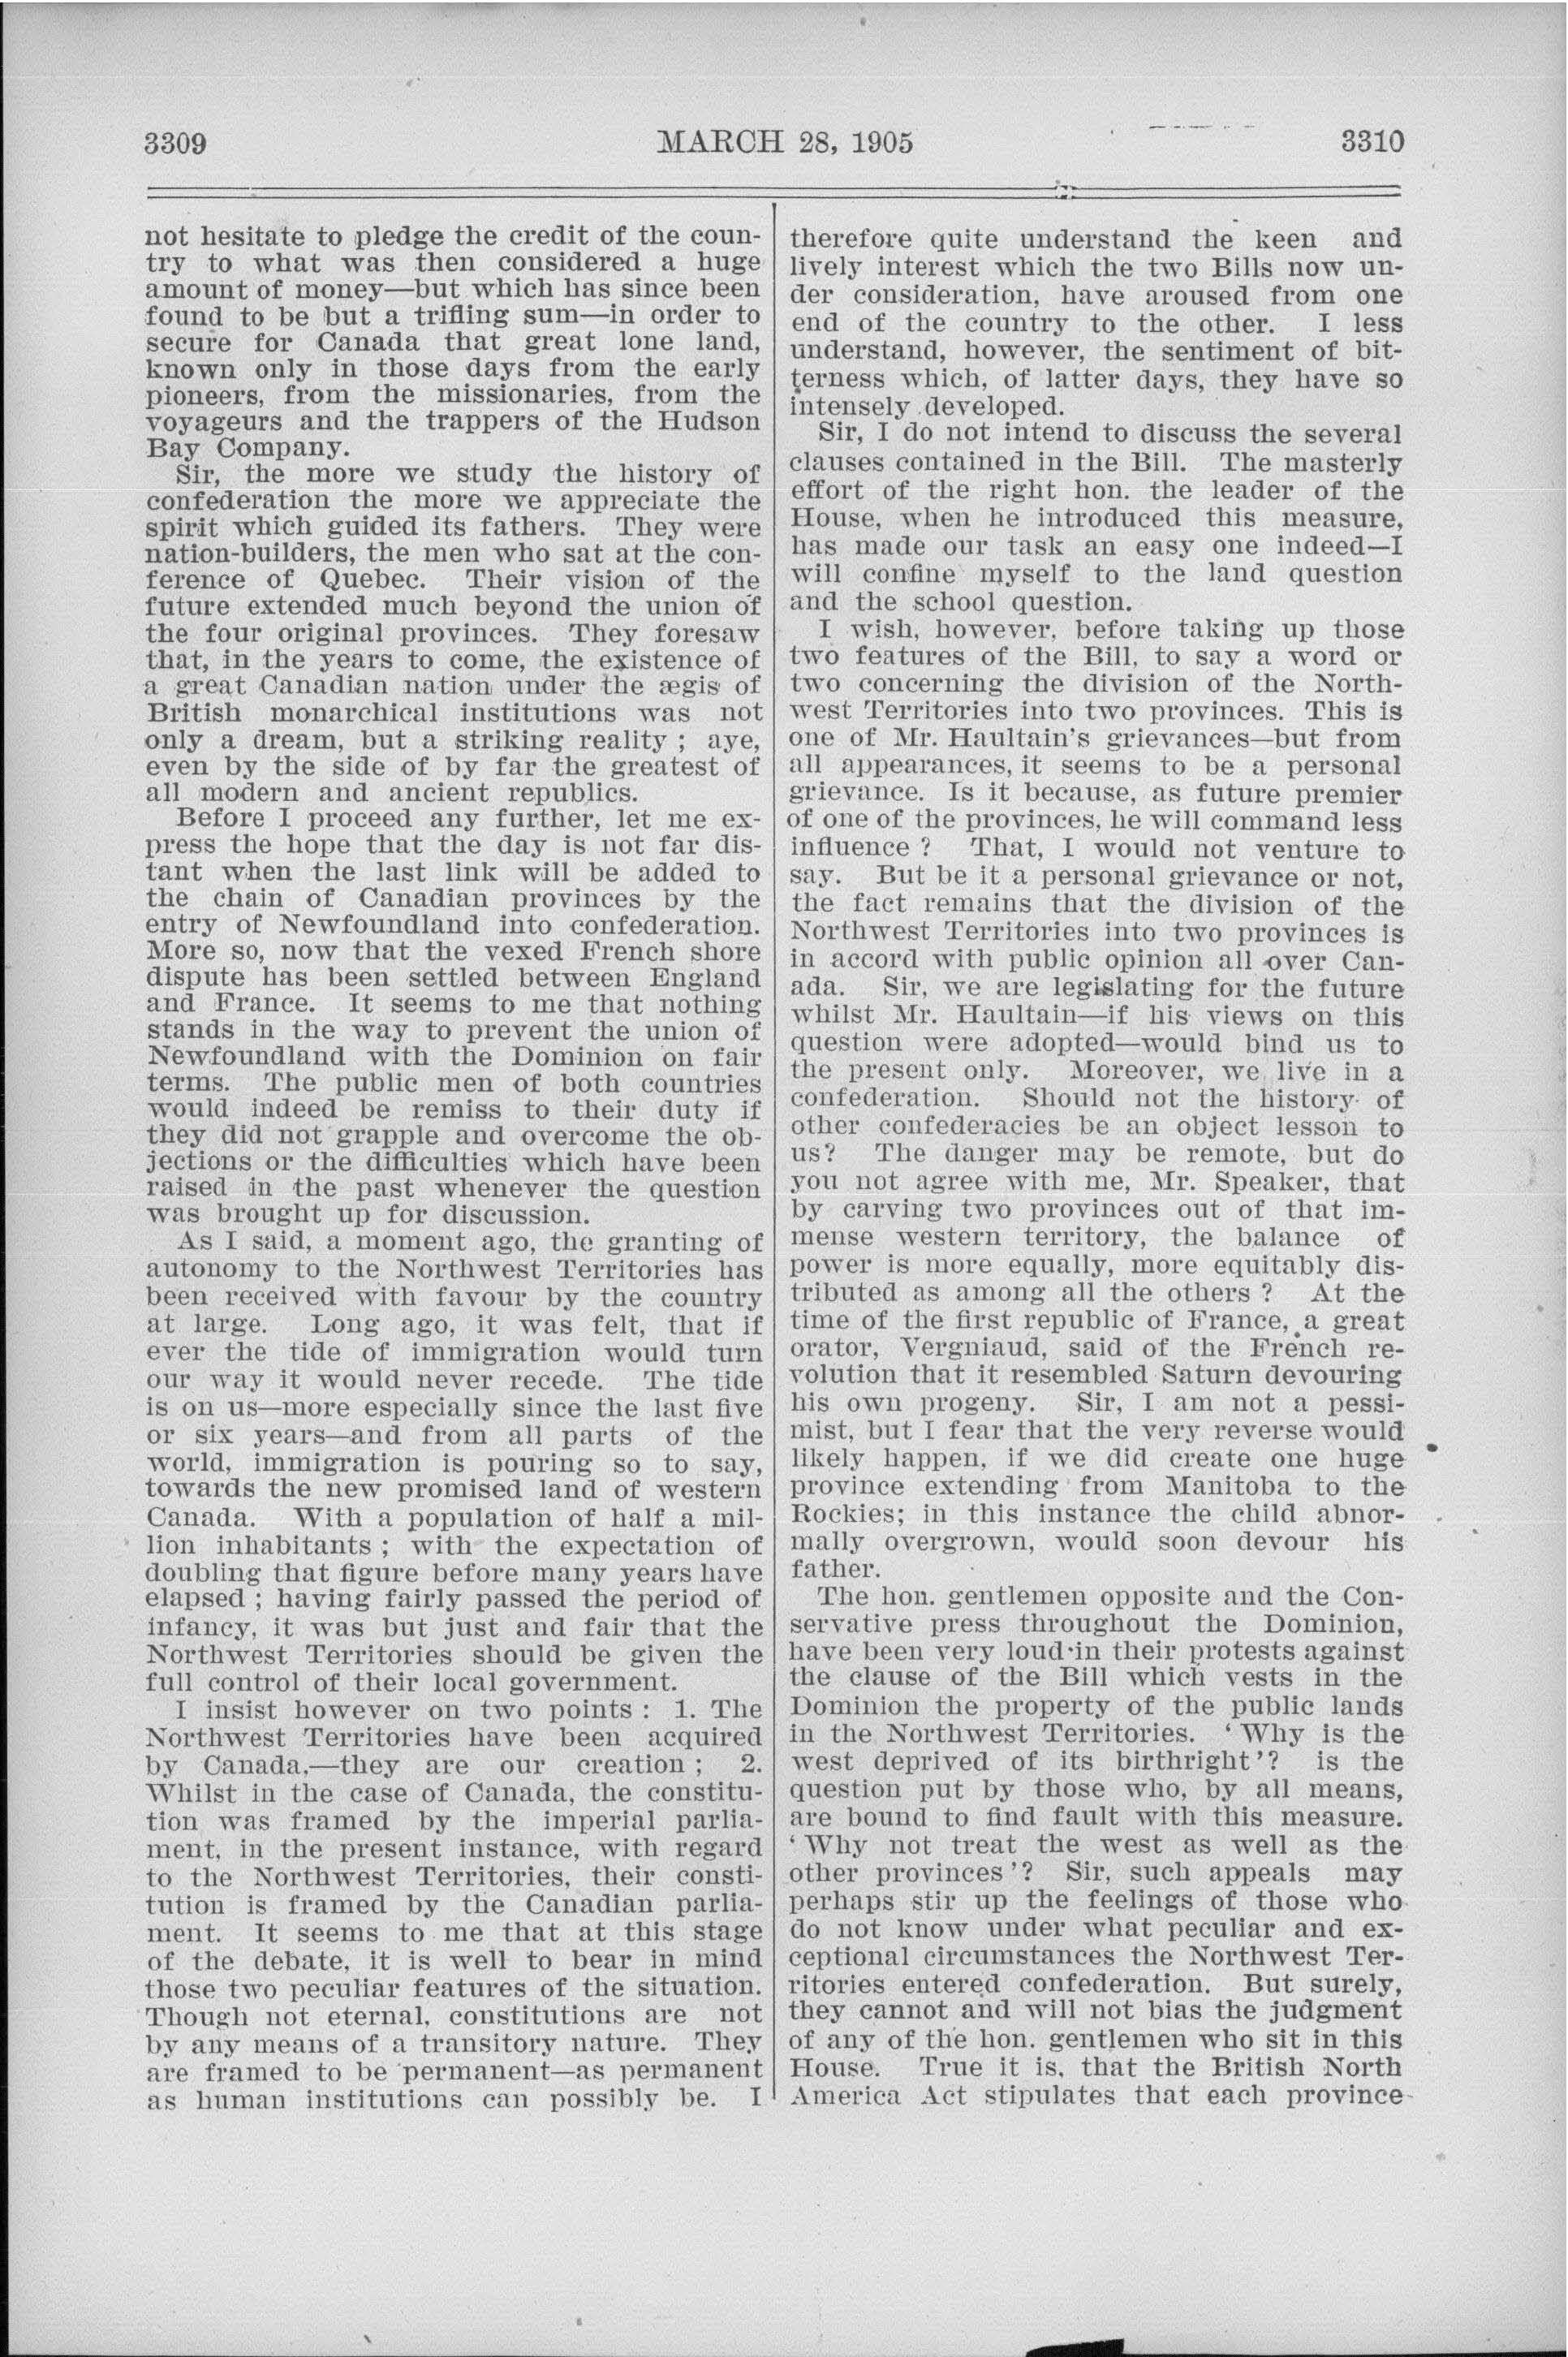 3309
MARCH 28, 1905
3310
not hesitate to pledge the credit of the coun-
try to what was then considered a huge
amount of money—but which has since been
found to be but a trifling sum—in order to
secure for Canada that great lone land,
known only in those days from the early
pioneers, from the missionaries, from the
voyageurs and the trappers of the Hudson
Bay Company.
Sir, the more we study the history of
confederation the more we appreciate the
spirit which guided its fathers. They were
nation-builders, the men who sat at the con-
ference of Quebec. Their vision of the
future extended much beyond the union of
the four original provinces. They foresaw
that, in the years to come, the existence of
a great Canadian nation under the ægis of
British monarchical institutions was not
only a dream, but a striking reality ; aye,
even by the side of by far the greatest of
all modern and ancient republics.
Before I proceed any further, let me ex-
press the hope that the day is not far dis-
tant when the last link will be added to
the chain of Canadian provinces by the
entry of Newfoundland into confederation.
More so, now that the vexed French shore
dispute has been settled between England
and France. It seems to me that nothing
stands in the way to prevent the union of
Newfoundland with the Dominion on fair
terms. The public men of both countries
would indeed be remiss to their duty if
they did not grapple and overcome the ob-
jections or the difficulties which have been
raised in the past whenever the question
was brought up for discussion.
As I said, a moment ago, the granting of
autonomy to the Northwest Territories has
been received with favour by the country
at large. Long ago, it was felt, that if
ever the tide of immigration would turn
our way it would never recede. The tide
is on us—more especially since the last five
or six years—and from all parts of the
world, immigration is pouring so to say,
towards the new promised land of western
Canada. With a population of half a mil-
lion inhabitants ; with the expectation of
doubling that figure before many years have
elapsed ; having fairly passed the period of
infancy, it was but just and fair that the
Northwest Territories should be given the
full control of their local government.
I insist however on two points : 1. The
Northwest Territories have been acquired
by Canada,—they are our creation ; 2.
Whilst in the case of Canada, the constitu-
tion was framed by the imperial parlia-
ment, in the present instance, with regard
to the Northwest Territories, their consti-
tution is framed by the Canadian parlia-
ment. It seems to me that at this stage
of the debate, it is well to bear in mind
those two peculiar features of the situation.
Though not eternal, constitutions are not
by any means of a transitory nature. They
are framed to be permanent—as permanent
as human institutions can possibly be. I
therefore quite understand the keen and
lively interest which the two Bills now un-
der consideration, have aroused from one
end of the country to the other. I less
understand, however, the sentiment of bit-
terness which, of latter days, they have so
intensely developed.
Sir, I do not intend to discuss the several
clauses contained in the Bill. The masterly
effort of the right hon. the leader of the
House, when he introduced this measure,
has made our task an easy one indeed—I
will confine myself to the land question
and the school question.
I wish, however, before taking up those
two features of the Bill, to say a word or
two concerning the division of the North-
west Territories into two provinces. This is
one of Mr. Haultain's grievances—but from
all appearances, it seems to be a personal
grievance. Is it because, as future premier
of one of the provinces, he will command less
influence ? That, I would not venture to
say. But be it a personal grievance or not,
the fact remains that the division of the
Northwest Territories into two provinces is
in accord with public opinion all over Can-
ada. Sir, we are legislating for the future
whilst Mr. Haultain—if his views on this
question were adopted—would bind us to
the present only. Moreover, we live in a
confederation. Should not the history of
other confederacies be an object lesson to
us? The danger may be remote, but do
you not agree with me, Mr. Speaker, that
by carving two provinces out of that im-
mense western territory, the balance of
power is more equally, more equitably dis-
tributed as among all the others ? At the
time of the first republic of France, a great
orator, Vergniaud, said of the French re-
volution that it resembled Saturn devouring
his own progeny. Sir, I am not a pessi-
mist, but I fear that the very reverse would
likely happen, if we did create one huge
province extending from Manitoba to the
Rockies; in this instance the child abnor-
mally overgrown, would soon devour his
father.
The hon. gentlemen opposite and the Con-
servative press throughout the Dominion,
have been very loud in their protests against
the clause of the Bill which vests in the
Dominion the property of the public lands
in the Northwest Territories. ‘ Why is the
west deprived of its birthright’? is the
question put by those who, by all means,
are bound to find fault with this measure.
‘ Why not treat the west as well as the
other provinces ’? Sir, such appeals may
perhaps stir up the feelings of those who
do not know under what peculiar and ex-
ceptional circumstances the Northwest Ter-
ritories entered confederation. But surely,
they cannot and will not bias the judgment
of any of the hon. gentlemen who sit in this
House. True it is, that the British North
America Act stipulates that each province